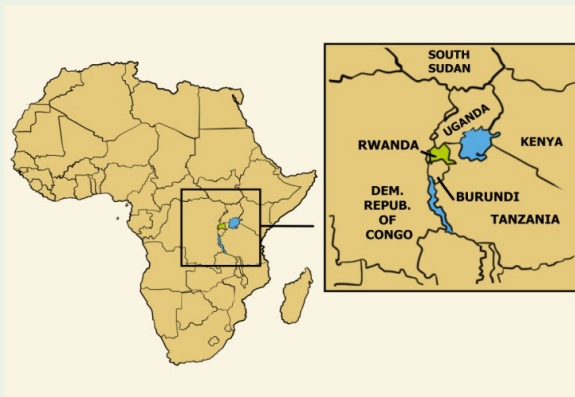 SOUTH
SUDAN
UGANDA
RWANDA
KENYA
DEM.
REPUB.
OF
CONGO
BURUNDI
TANZANIA